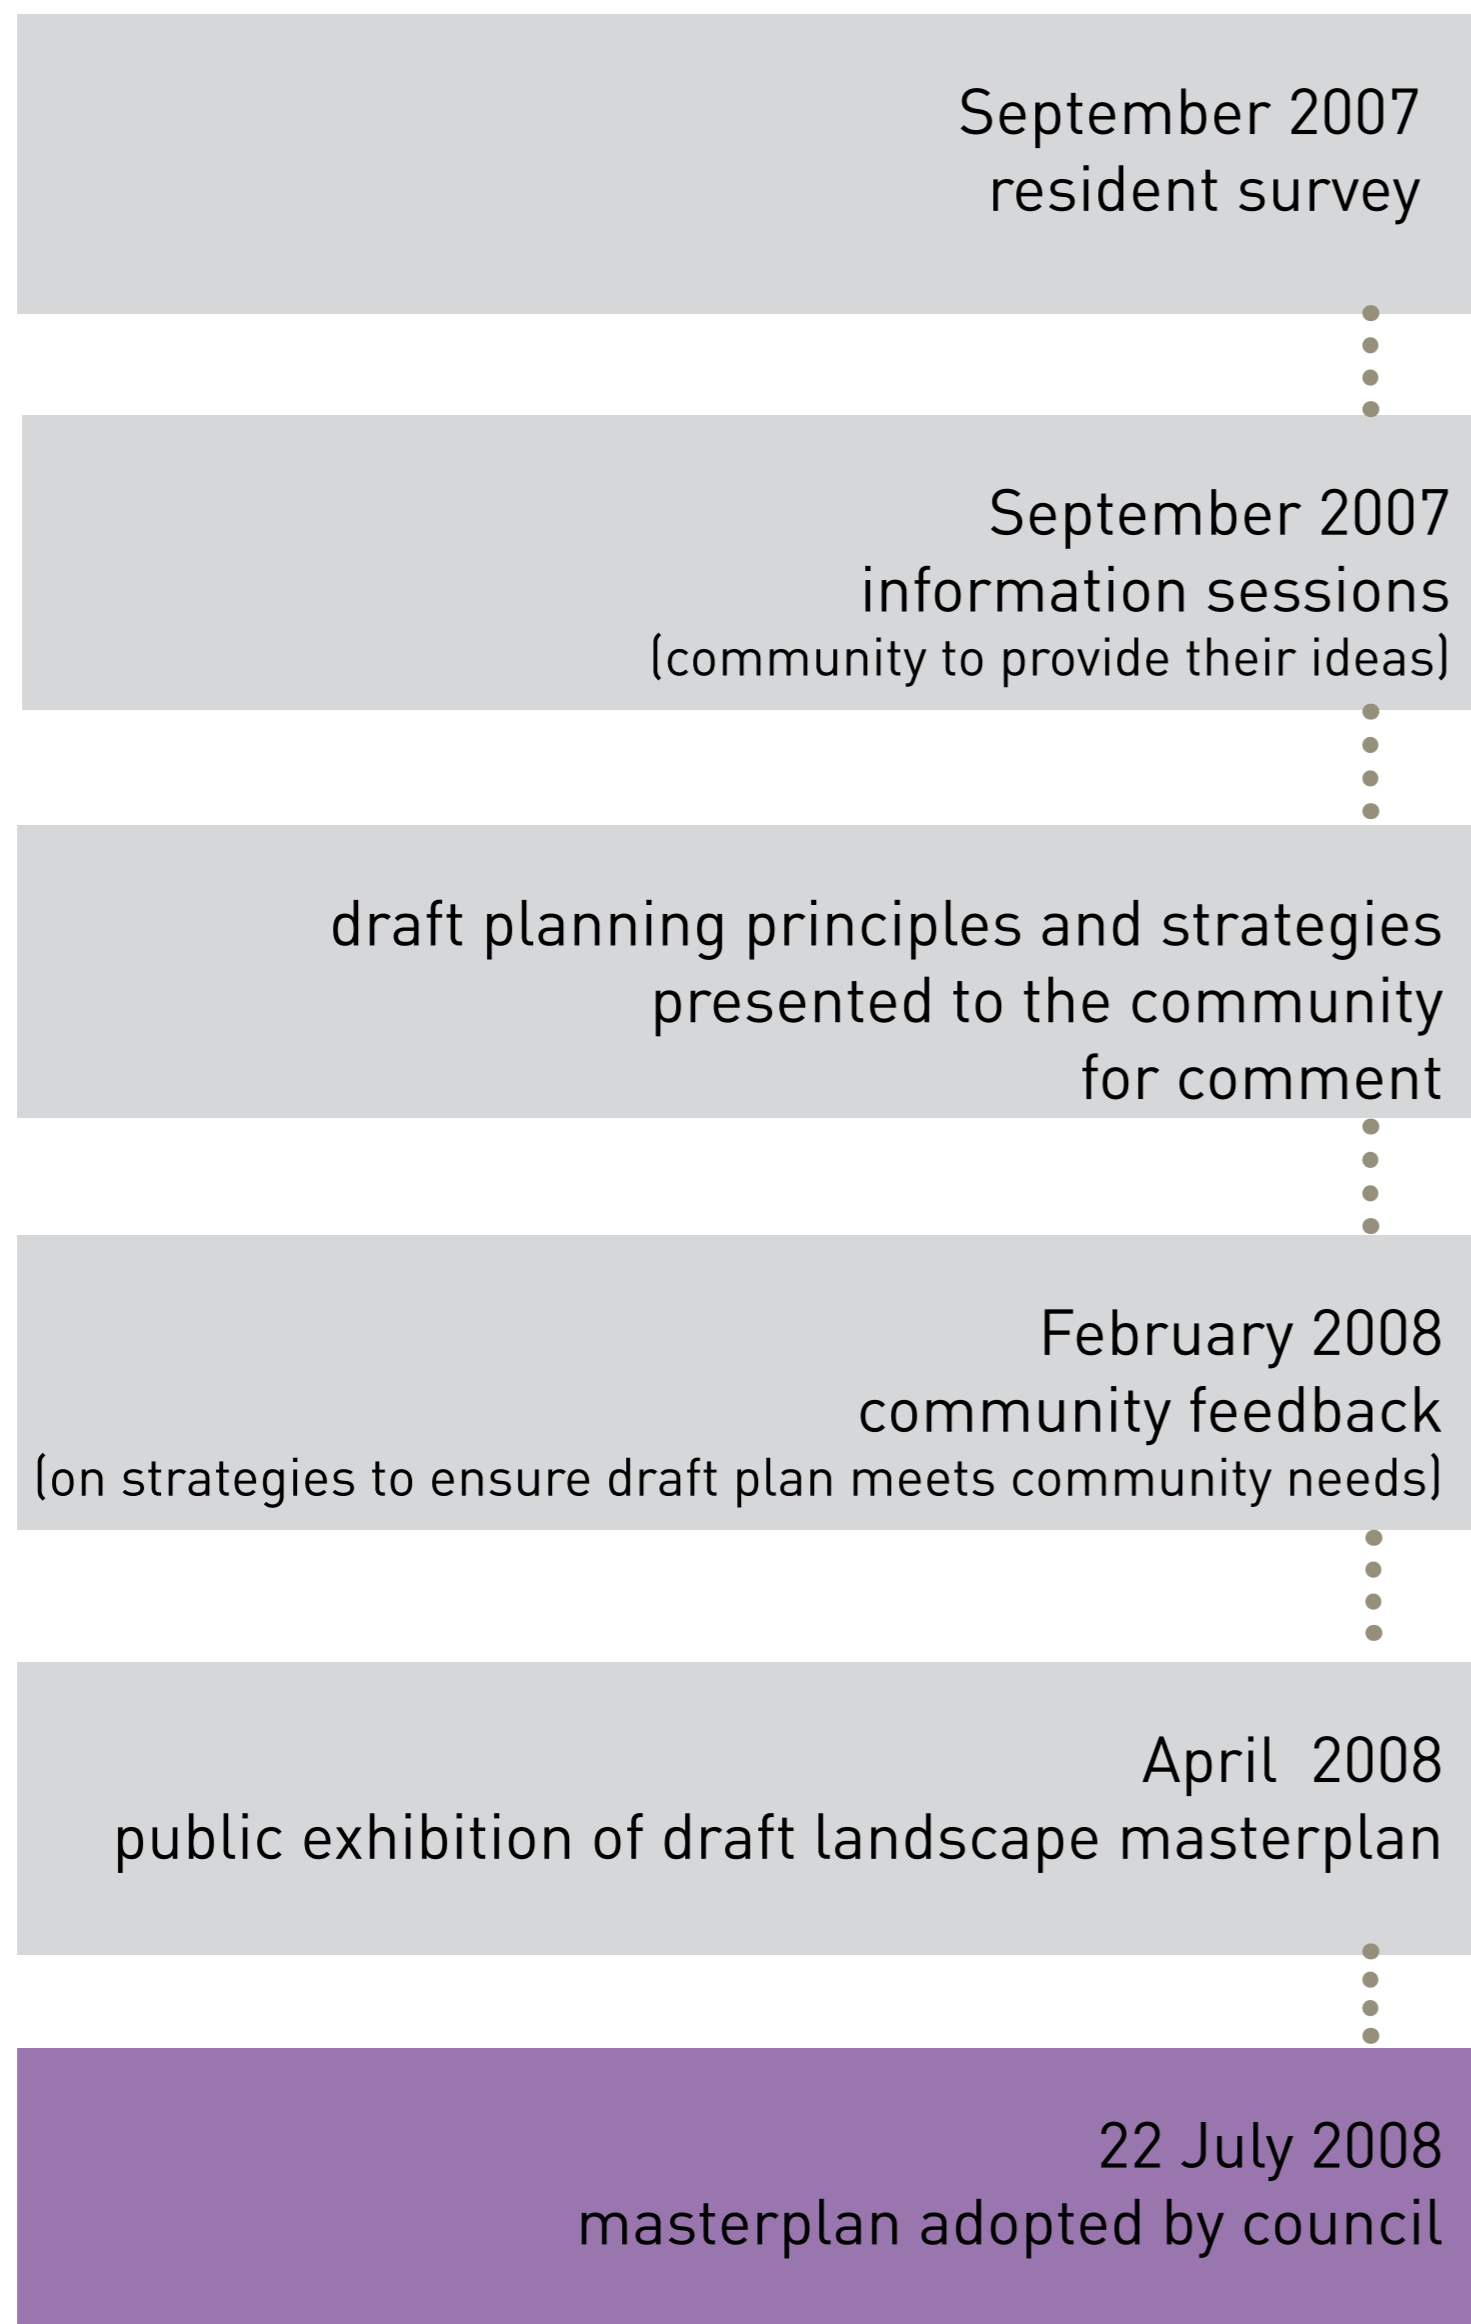 September 2007
resident survey
September 2007
information sessions
(community to provide their ideas)
draft planning principles and strategies
presented to the community
for comment
February 2008
community feedback
(on strategies to ensure draft plan meets community needs)
April  2008
public exhibition of draft landscape masterplan
22 July 2008
masterplan adopted by council